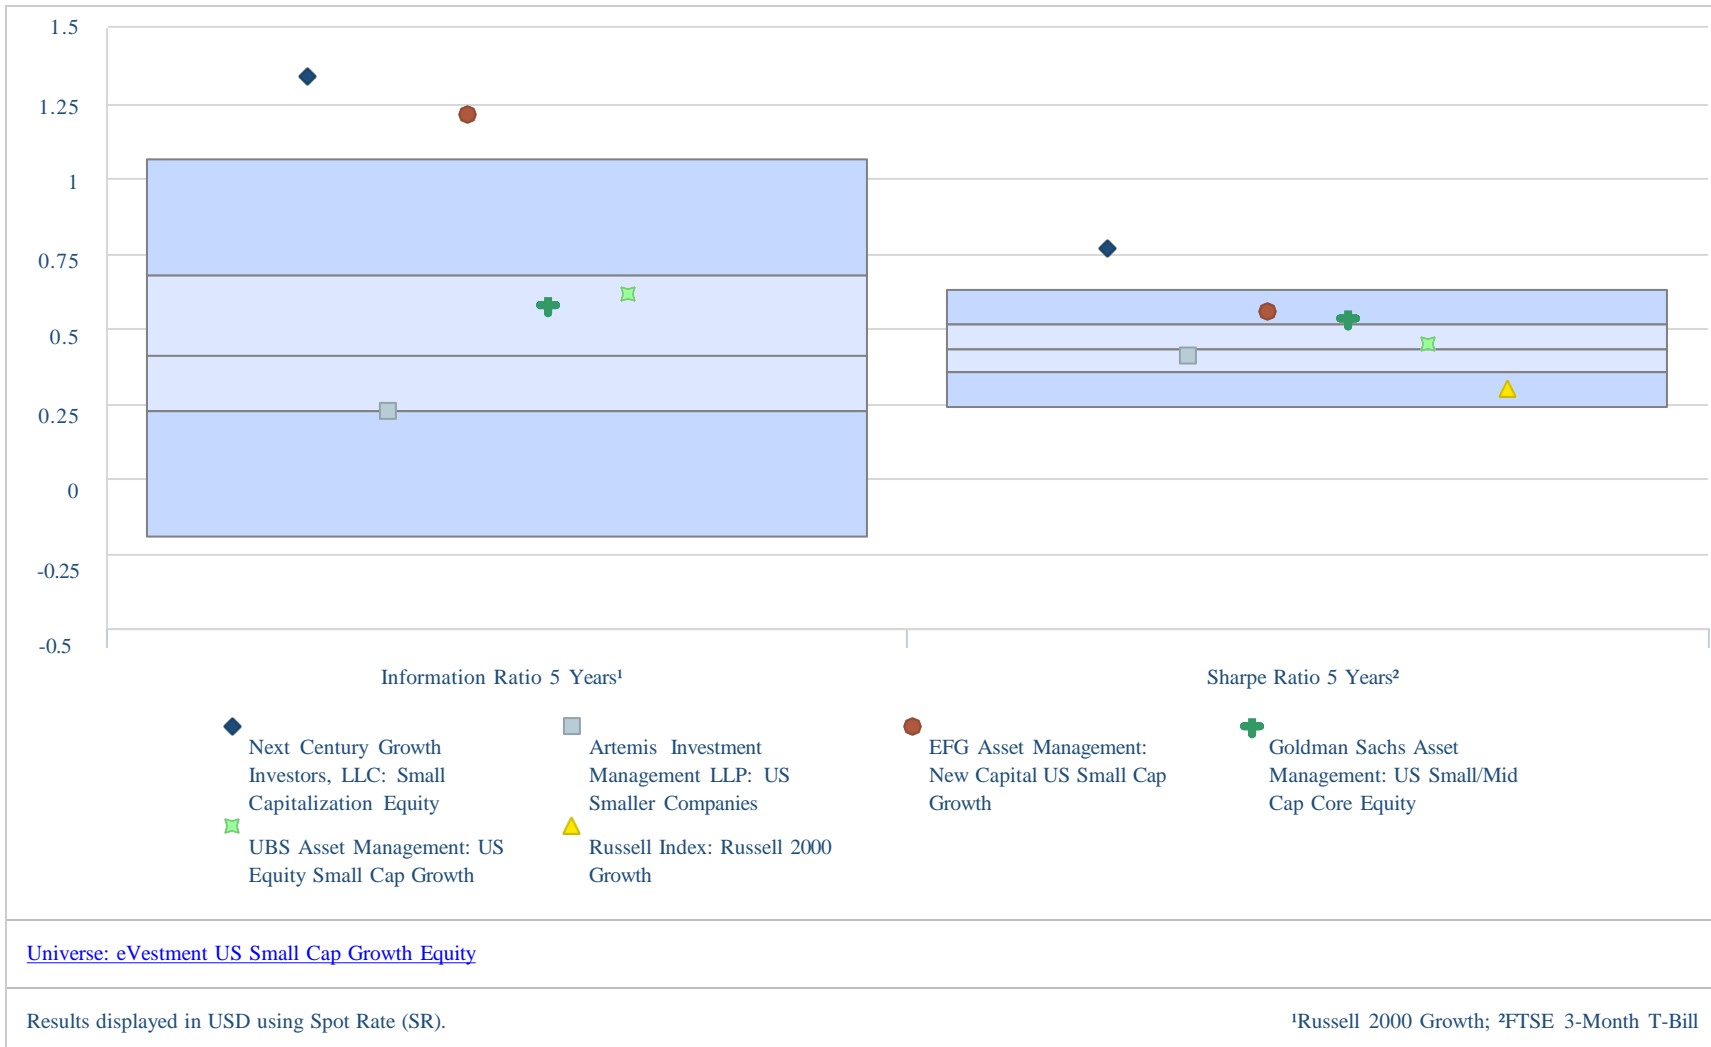 1.5
1.25
1
0.75
0.5
0.25
0
-0.25
-0.5
Information Ratio 5 Years¹
Sharpe Ratio 5 Years²
Next Century Growth
Investors, LLC: Small
Capitalization Equity
Artemis Investment
Management LLP: US
Smaller Companies
EFG Asset Management:
New Capital US Small Cap
Growth
Goldman Sachs Asset
Management: US Small/Mid
Cap Core Equity
UBS Asset Management: US
Equity Small Cap Growth
Russell Index: Russell 2000
Growth
Universe: eVestment US Small Cap Growth Equity
Results displayed in USD using Spot Rate (SR).
¹Russell 2000 Growth; ²FTSE 3-Month T-Bill